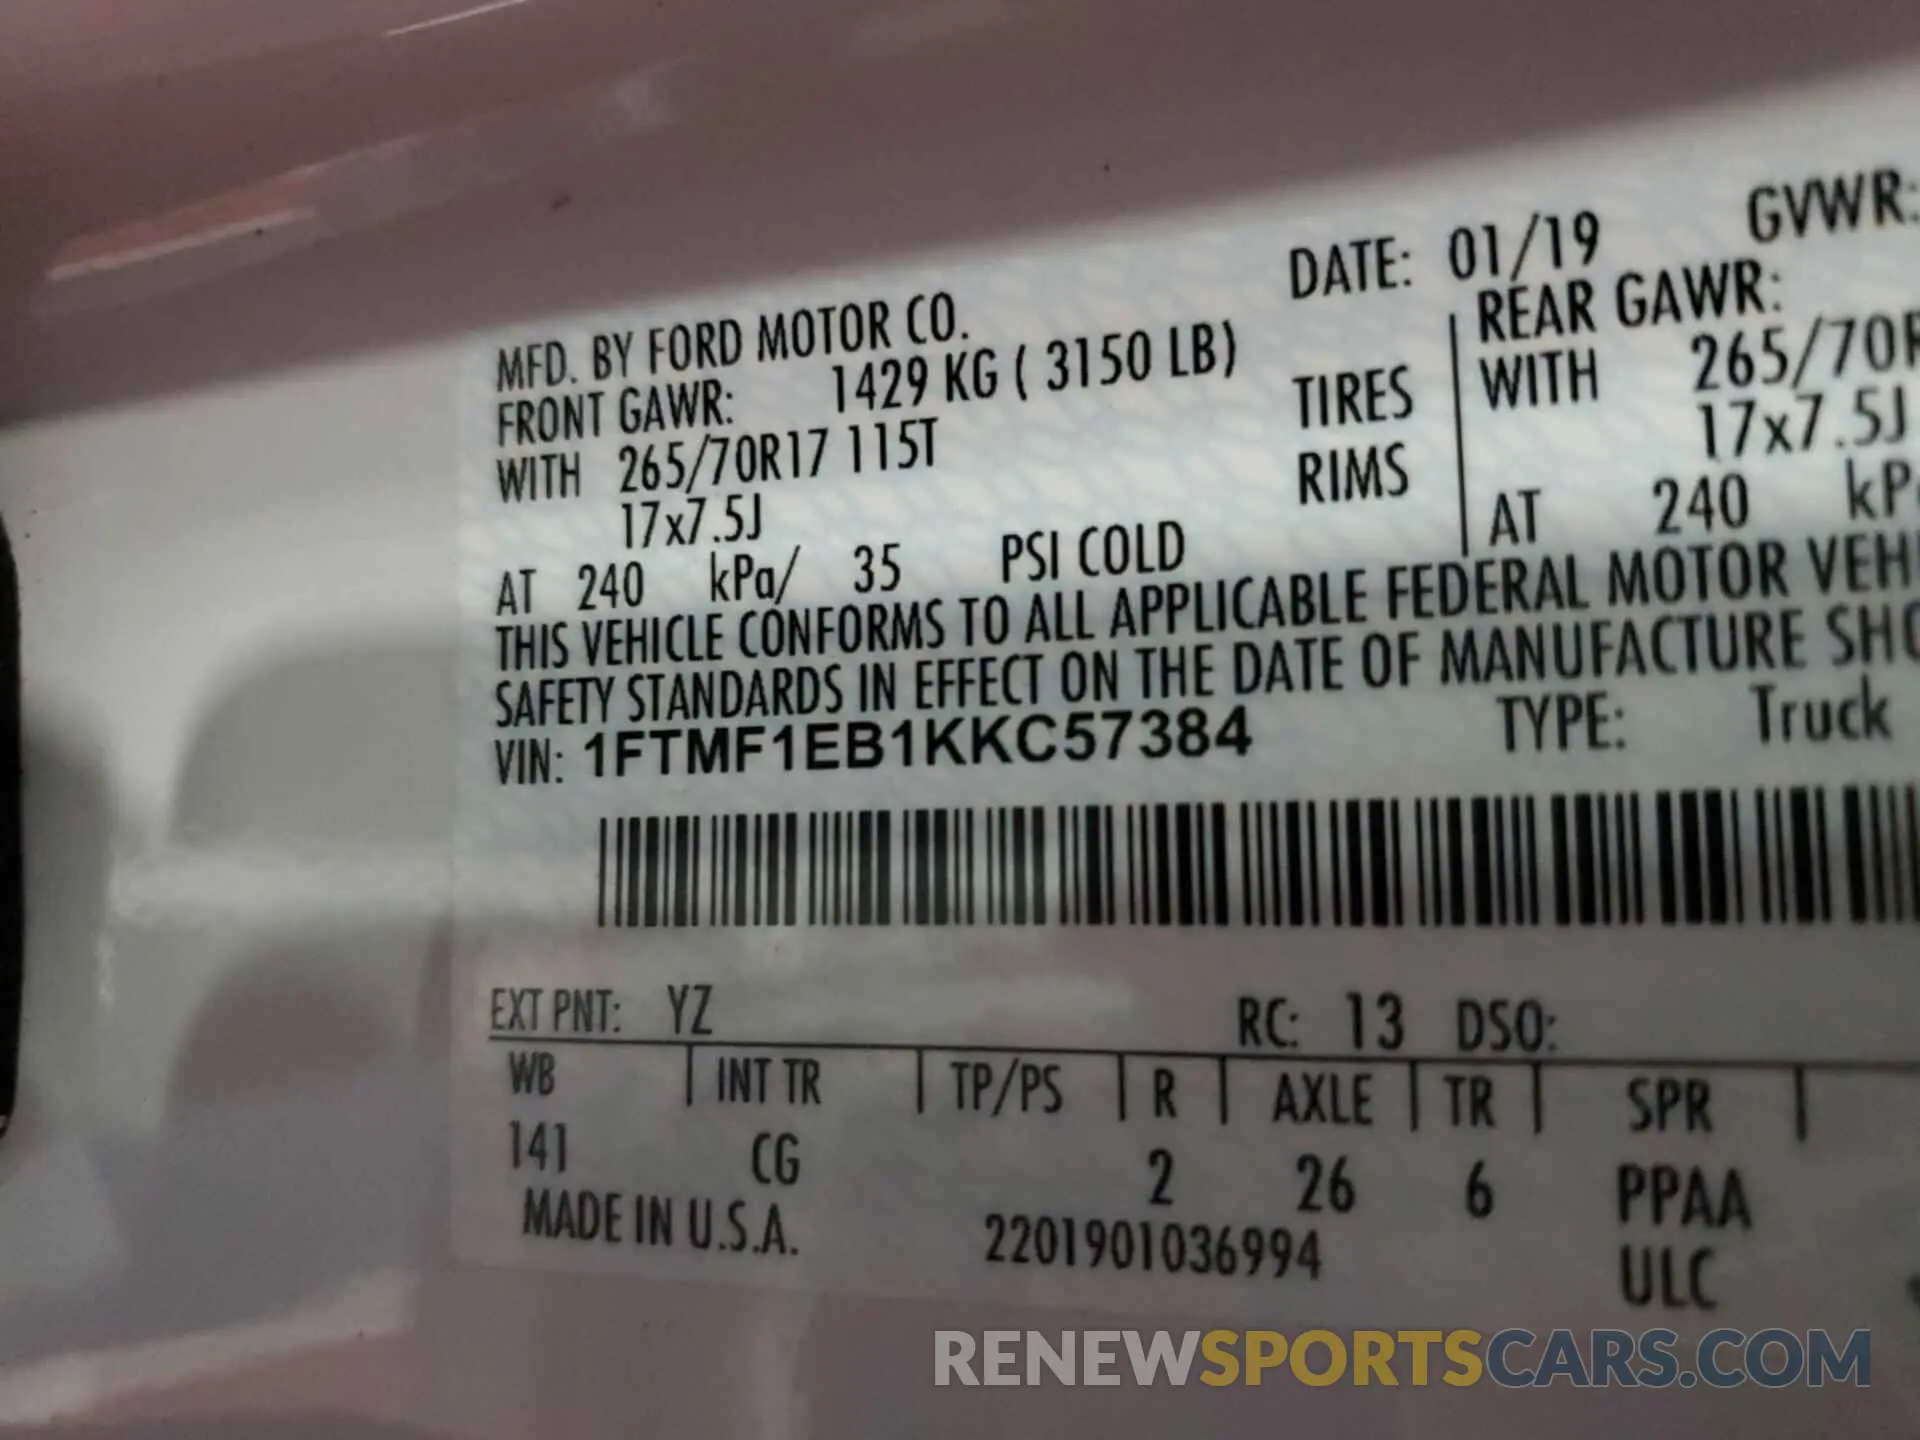 DATE: 01/19 GVWR:
MFD. BY FORD MOTOR CO.
FRONT GAWR: 1429 KG ( 3150 LB) REAR GAWR:
WITH 265/70R17 115T TIRES WITH 265/70R
17x7.5J RIMS 17x7.5J
AT 240 kPa/ 35 PSI COLD AT 240 kPa
THIS VEHICLE CONFORMS TO ALL APPLICABLE FEDERAL MOTOR VEHI
SAFETY STANDARDS IN EFFECT ON THE DATE OF MANUFACTURE SHO
VIN: 1FTMF1EB1KKC57384 TYPE: Truck
EXT PNT: YZ RC: 13 DSO:
WB INT TR TP/PS R AXLE TR SPR
141 CG 2 26 6 PPAA
MADE IN U.S.A. 2201901036994 ULC
RENEWSPORTSCARS.COM